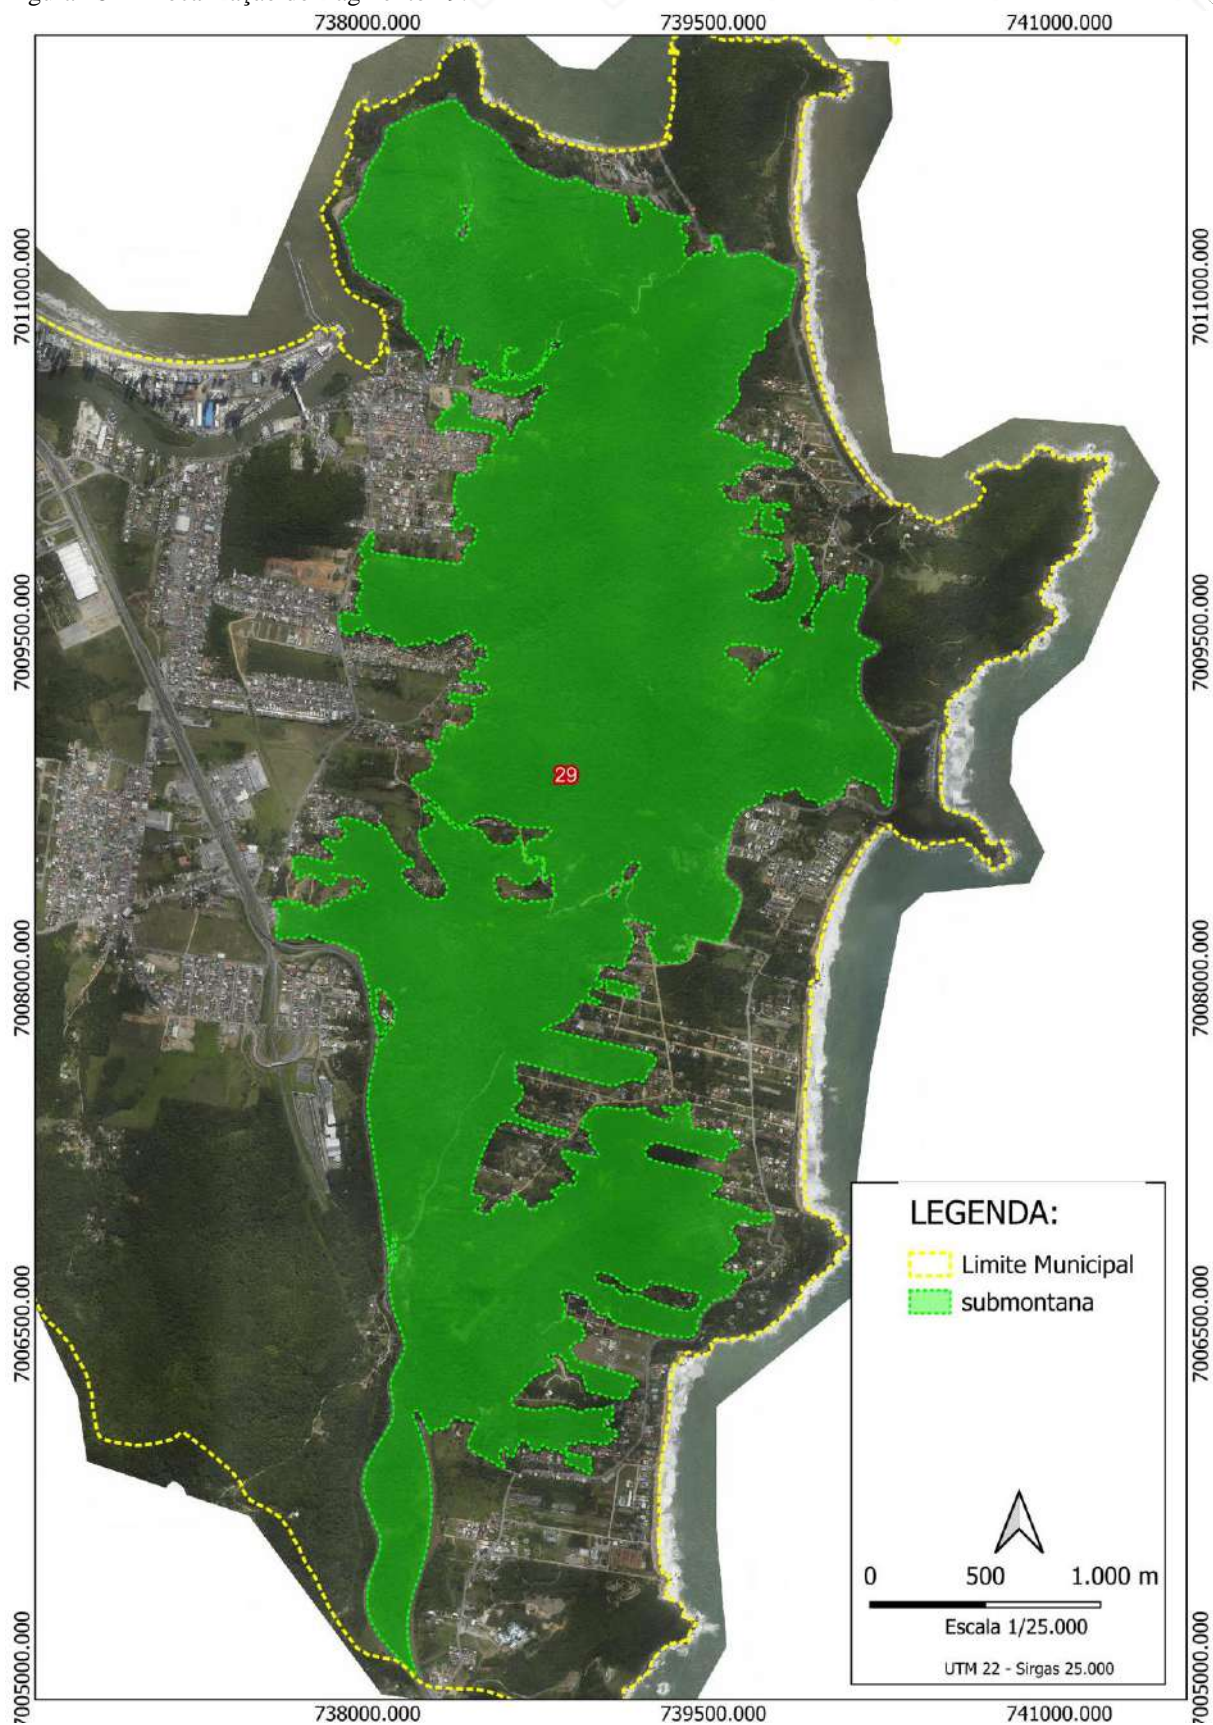 738000.000 739500.000 741000.000
7011000.000 7011000.000
7009500.000 7009500.000
29
7008000.000 7008000.000
LEGENDA:
Limite Municipal
submontana
7006500.000 7006500.000
0 500 1.000 m
Escala 1/25.000
UTM 22 - Sirgas 25.000
7005000.000 7005000.000
738000.000 739500.000 741000.000